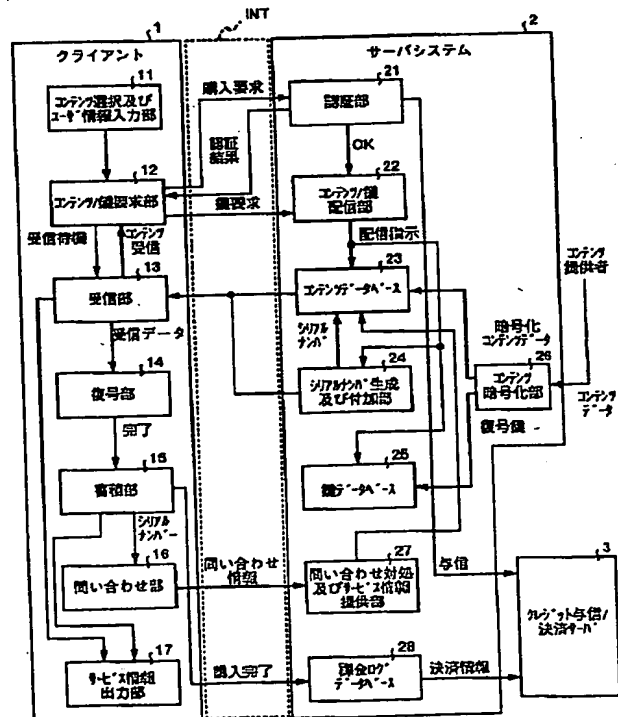 INT
1
クライアント
11
コンテンツ選択及び
ユーザ情報入力部
12
コンテンツ/鍵要求部
受信待機
コンテンツ
受信
13
受信部
受信データ
14
復号部
完了
15
蓄積部
シリアル
ナンバー
16
問い合わせ部
17
サービス情報
出力部
購入要求
認証
結果
鍵要求
問い合わせ
情報
購入完了
2
サーバシステム
21
認証部
OK
22
コンテンツ/鍵
配信部
配信指示
23
コンテンツデータベース
シリアル
ナンバ
24
シリアルナンバ生成
及び付加部
25
鍵データベース
暗号化
コンテンツデータ
26
コンテンツ
暗号化部
復号鍵
コンテンツ
提供者
コンテンツ
データ
27
問い合わせ対処
及びサービス情報
提供部
与信
28
課金ログ
データベース
決済情報
3
クレジット与信/
決済サーバ